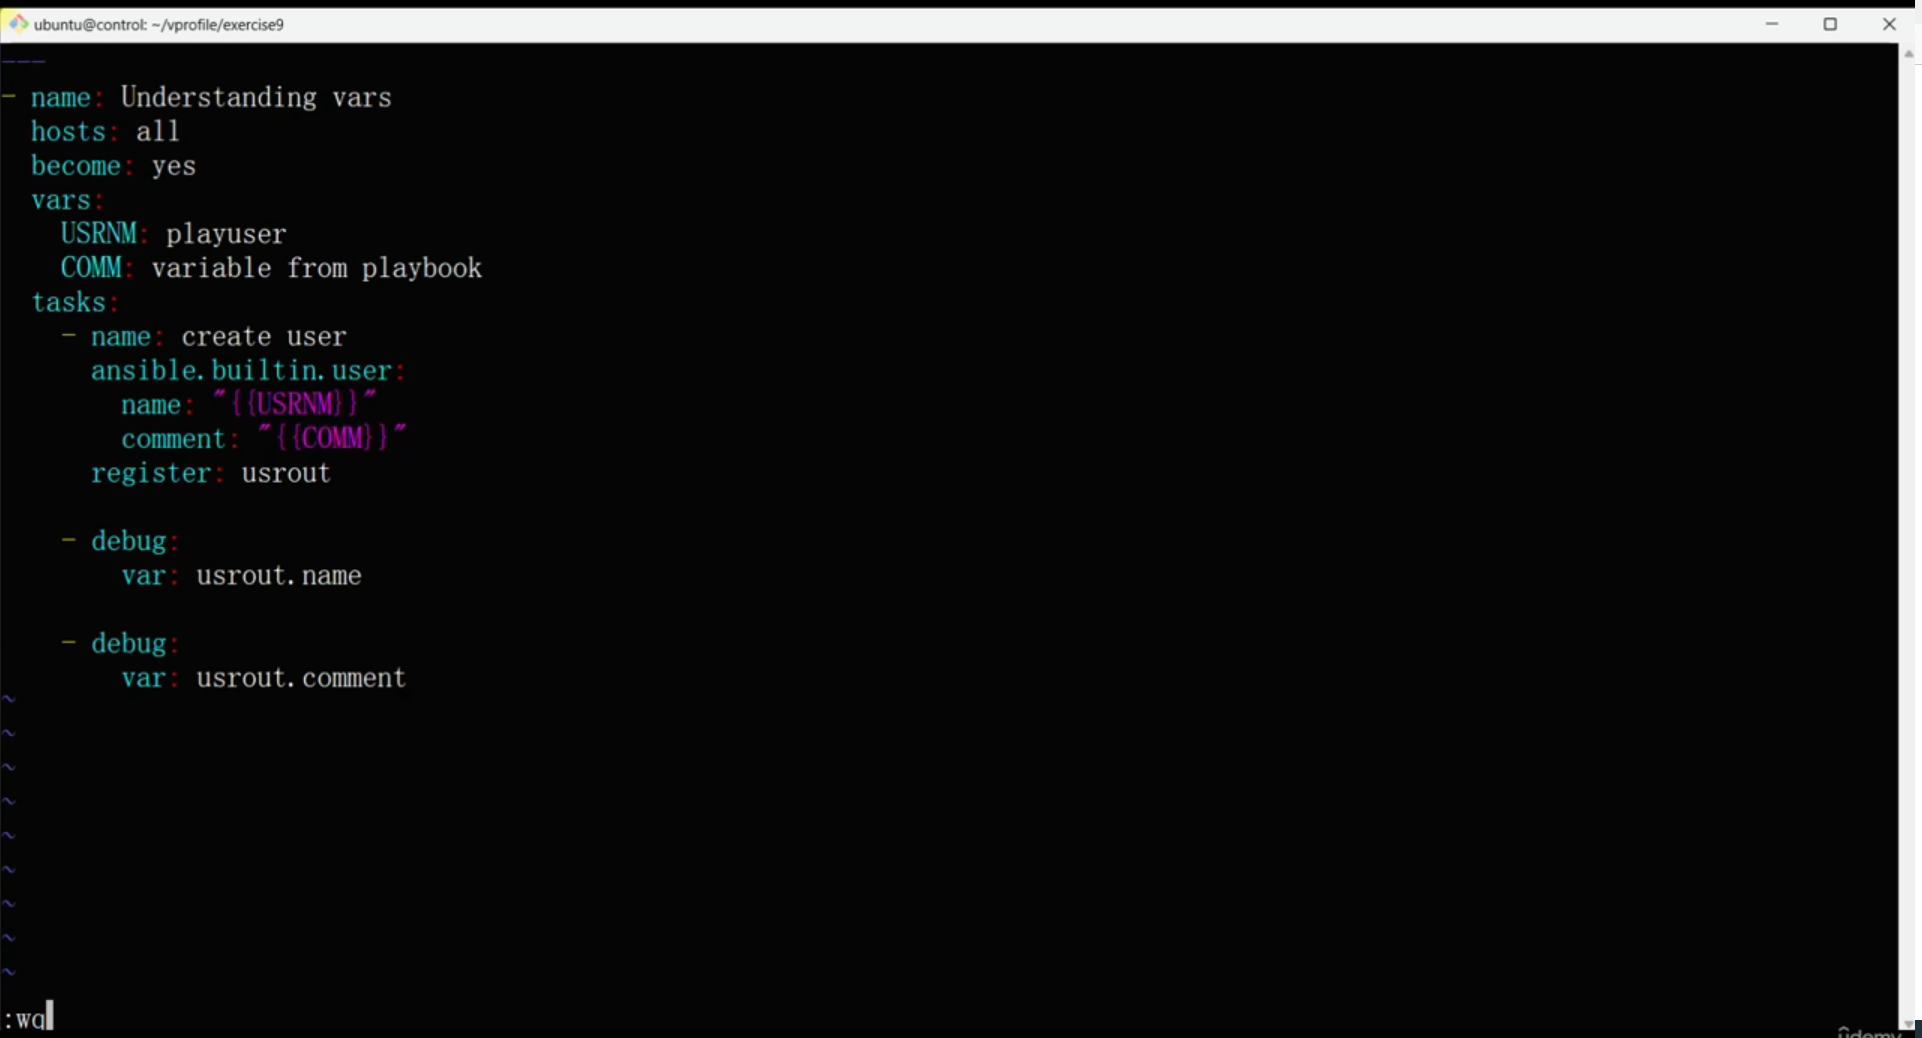 ubuntu@control: ~/vprofile/exercise9
---
- name: Understanding vars
  hosts: all
  become: yes
  vars:
    USRNM: playuser
    COMM: variable from playbook
  tasks:
    - name: create user
      ansible.builtin.user:
        name: "{{USRNM}}"
        comment: "{{COMM}}"
      register: usrout

    - debug:
        var: usrout.name

    - debug:
        var: usrout.comment
~
~
~
~
~
~
~
~
~
:wq
ûdemy